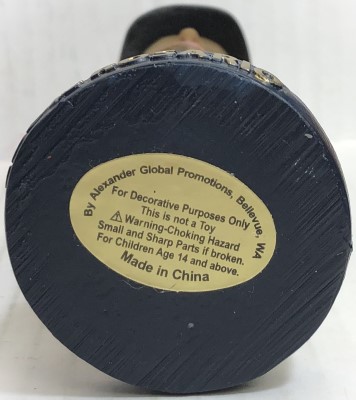 By Alexander Global Promotions, Bellevue, WA
For Decorative Purposes Only
This is not a Toy
⚠Warning-Choking Hazard
Small and Sharp Parts if broken.
For Children Age 14 and above.
Made in China